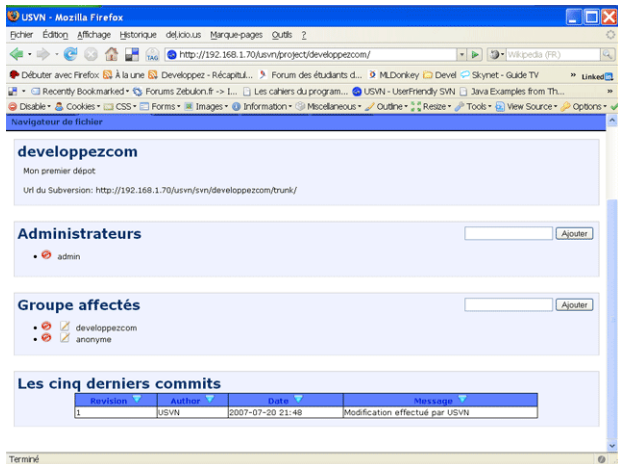 USVN - Mozilla Firefox
Fichier Édition Affichage Historique del.icio.us Marque-pages Outils ?
TAG http://192.168.1.70/usvn/project/developpezcom/ Wikipedia (FR)
Débuter avec Firefox À la une Developpez - Récapitul... Forum des étudiants d... MLDonkey Devel Skynet - Guide TV » Linked
Recently Bookmarked Forums Zebulon.fr -> I... Les cahiers du program... USVN - UserFriendly SVN Java Examples from Th... »
Disable Cookies CSS Forms Images Information Miscellaneous Outline Resize Tools View Source Options
Navigateur de fichier
developpezcom
Mon premier dépot
Url du Subversion: http://192.168.1.70/usvn/svn/developpezcom/trunk/
Administrateurs Ajouter
admin
Groupe affectés Ajouter
developpezcom
anonyme
Les cinq derniers commits
Revision Author Date Message
1 USVN 2007-07-20 21:48 Modification effectué par USVN
Terminé